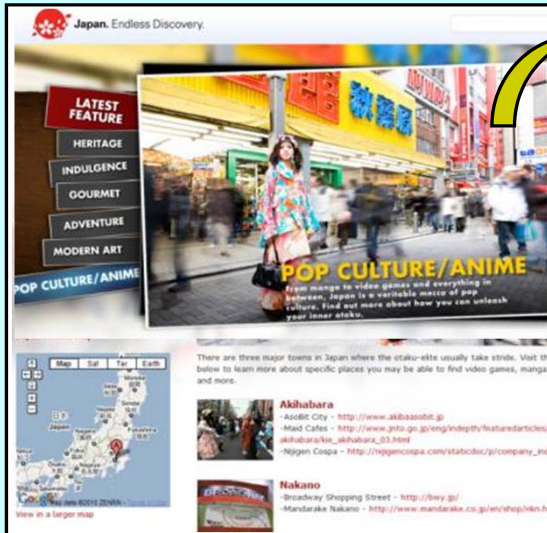 Japan. Endless Discovery.
LATEST
FEATURE
HERITAGE
INDULGENCE
GOURMET
ADVENTURE
MODERN ART
POP CULTURE/ANIME
POP CULTURE/ANIME
From manga to video games and everything in
between, Japan is a veritable mecca of pop
culture. Find out more about how you can unleash
your inner otaku.
There are three major towns in Japan where the otaku-elite usually take stride. Visit th
below to learn more about specific places you may be able to find video games, manga
and more.
Map Sat Ter Earth
Japan
View in a larger map
Akihabara
-AsoBit City - http://www.akibaasobit.jp
-Maid Cafes - http://www.jnto.go.jp/eng/indepth/featuredarticles/
akihabara/kie_akihabara_03.html
-Nijigen Cospa - http://nijigencospa.com/staticdoc/p/company_ind
Nakano
-Broadway Shopping Street - http://bwy.jp/
-Mandarake Nakano - http://www.mandarake.co.jp/en/shop/nkn.h